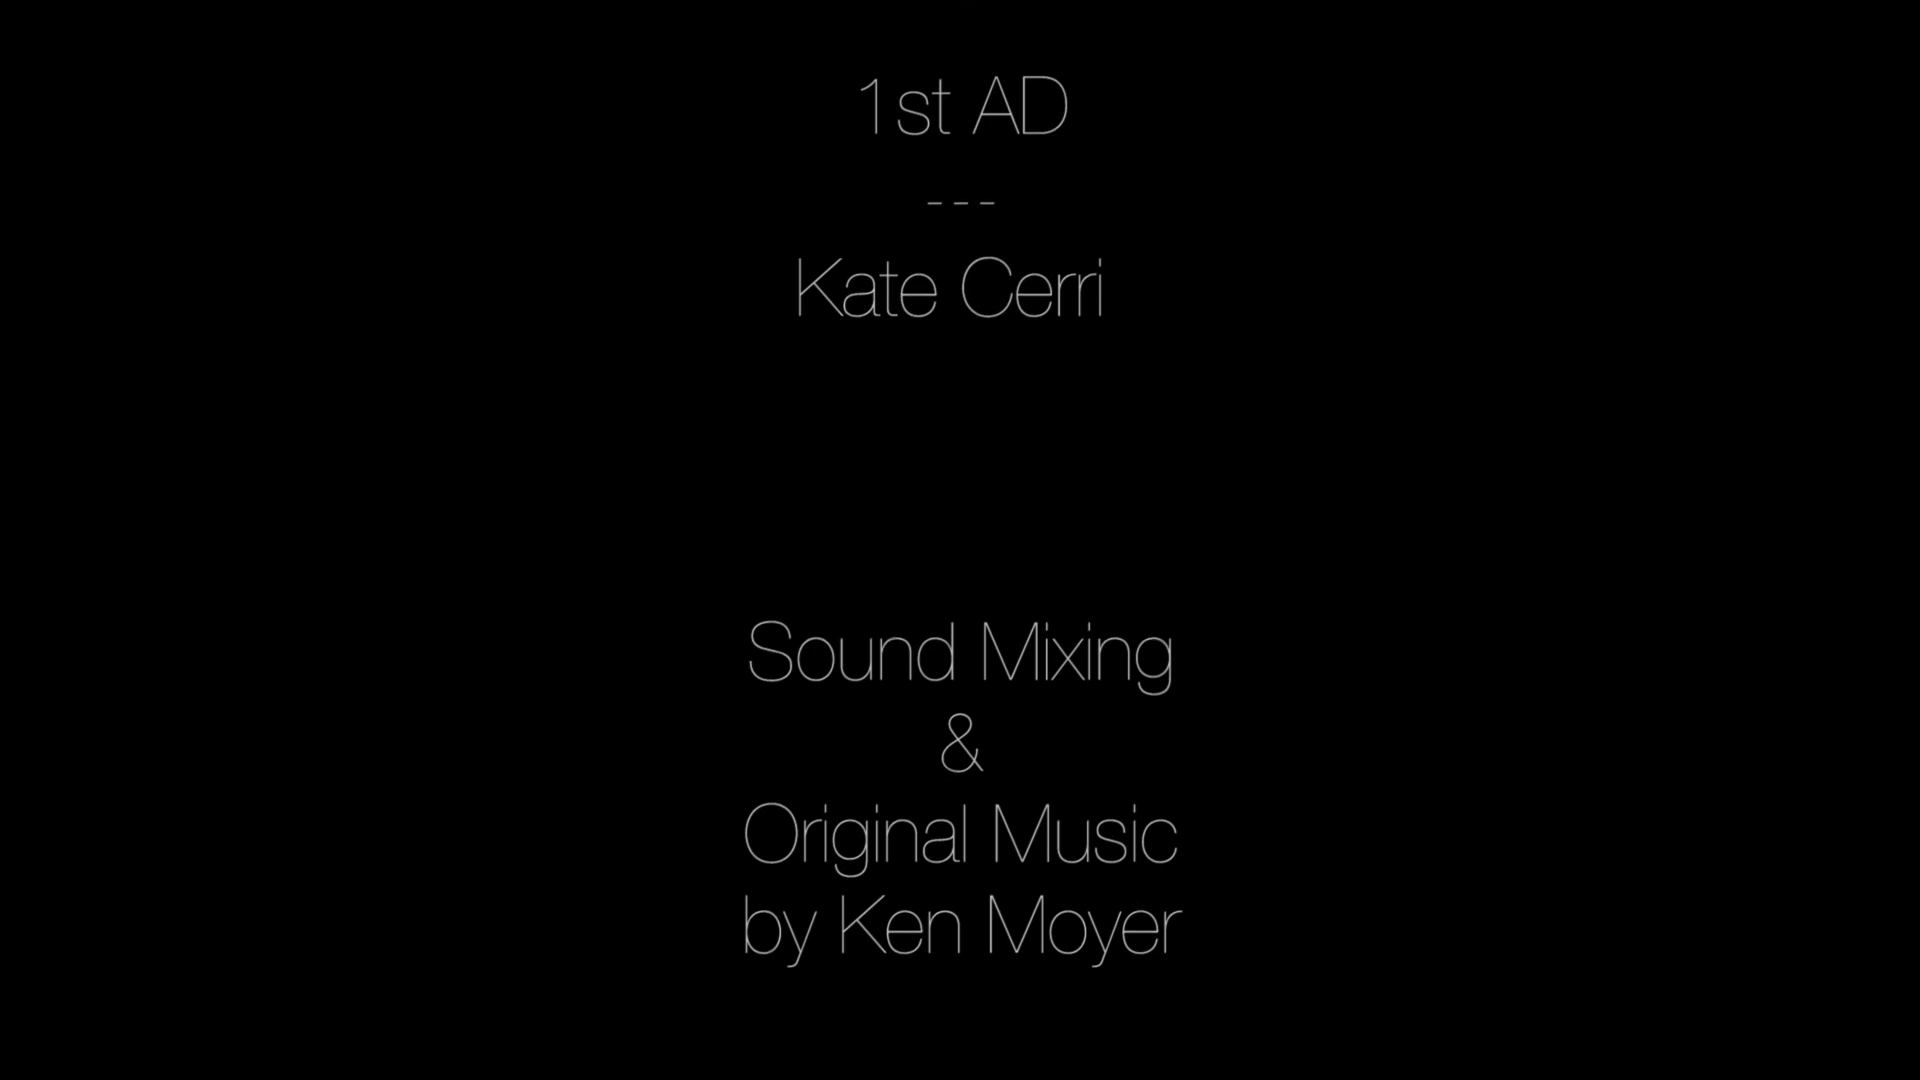 1st AD
---
Kate Cerri
Sound Mixing
&
Original Music
by Ken Moyer